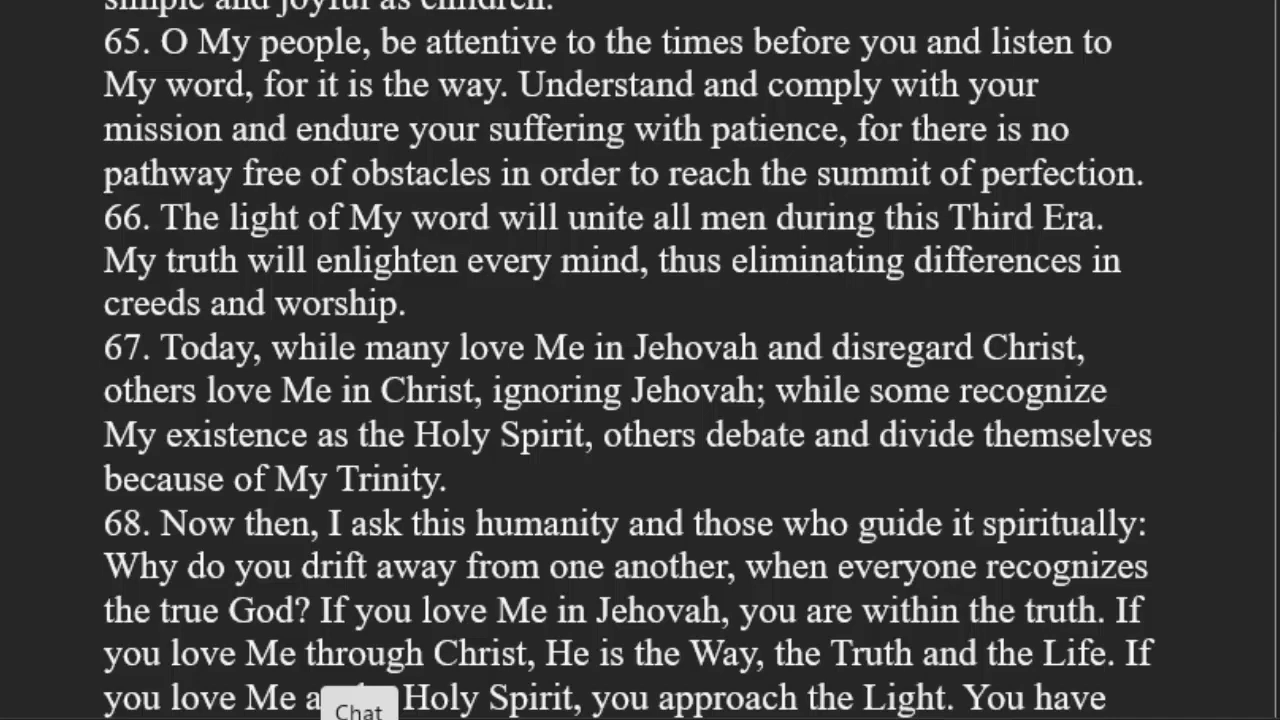 simple and joyful as children.
65. O My people, be attentive to the times before you and listen to
My word, for it is the way. Understand and comply with your
mission and endure your suffering with patience, for there is no
pathway free of obstacles in order to reach the summit of perfection.
66. The light of My word will unite all men during this Third Era.
My truth will enlighten every mind, thus eliminating differences in
creeds and worship.
67. Today, while many love Me in Jehovah and disregard Christ,
others love Me in Christ, ignoring Jehovah; while some recognize
My existence as the Holy Spirit, others debate and divide themselves
because of My Trinity.
68. Now then, I ask this humanity and those who guide it spiritually:
Why do you drift away from one another, when everyone recognizes
the true God? If you love Me in Jehovah, you are within the truth. If
you love Me through Christ, He is the Way, the Truth and the Life. If
you love Me Holy Spirit, you approach the Light. You have
Chat